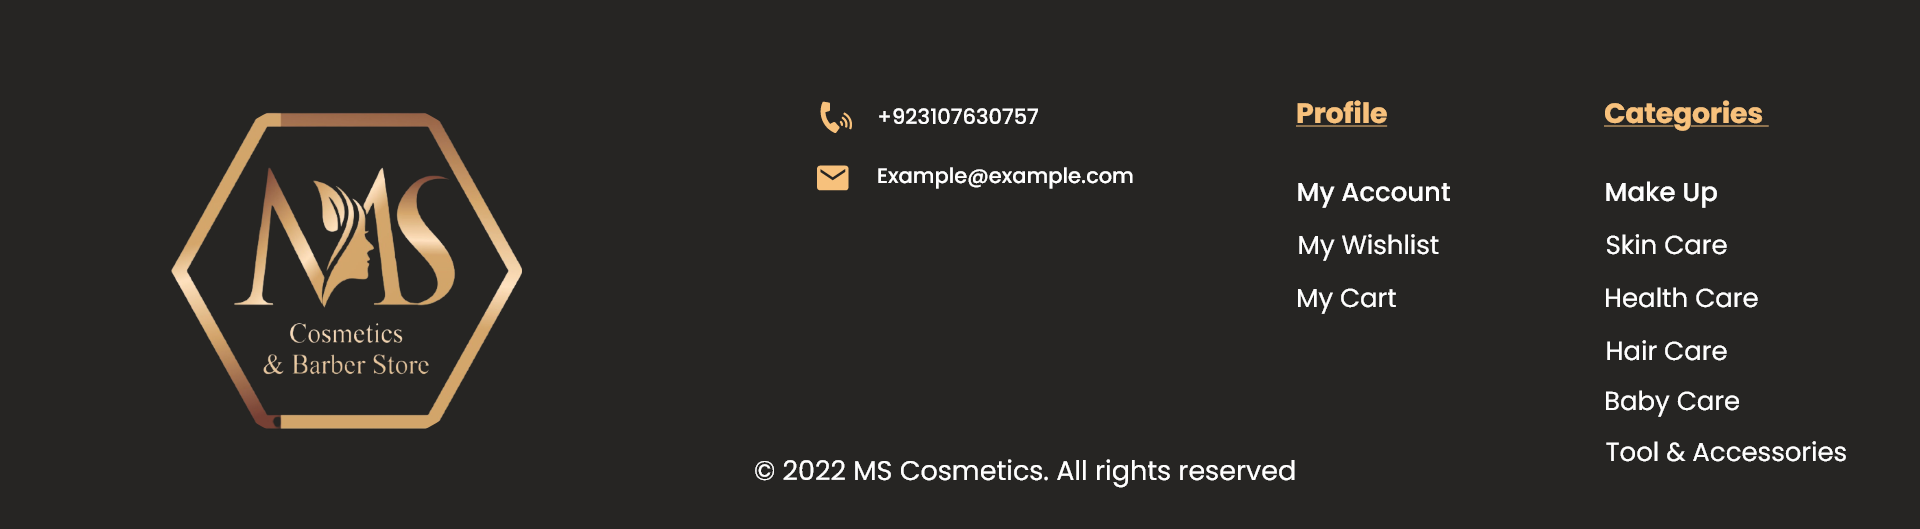 MS
Cosmetics
& Barber Store
+923107630757
Example@example.com
Profile
My Account
My Wishlist
My Cart
Categories
Make Up
Skin Care
Health Care
Hair Care
Baby Care
Tool & Accessories
© 2022 MS Cosmetics. All rights reserved